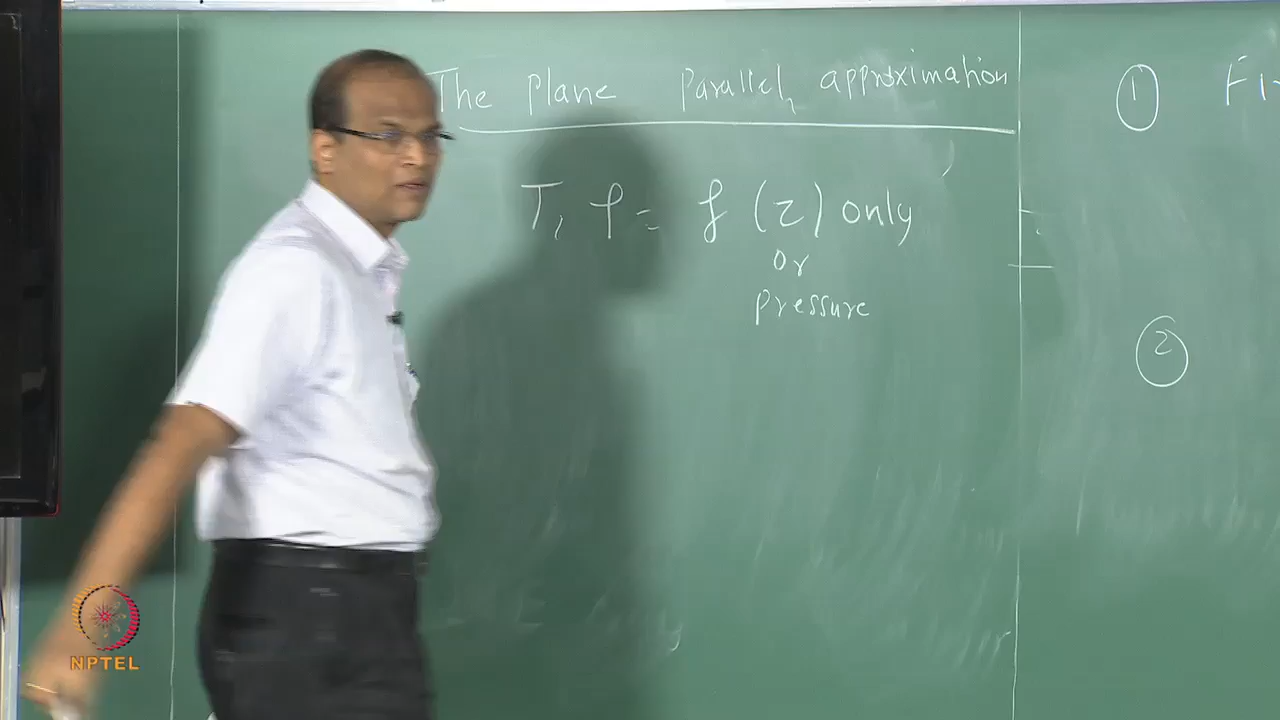 The Plane Parallel approximation
T, ρ = f (z) only
or
pressure
①
②
NPTEL